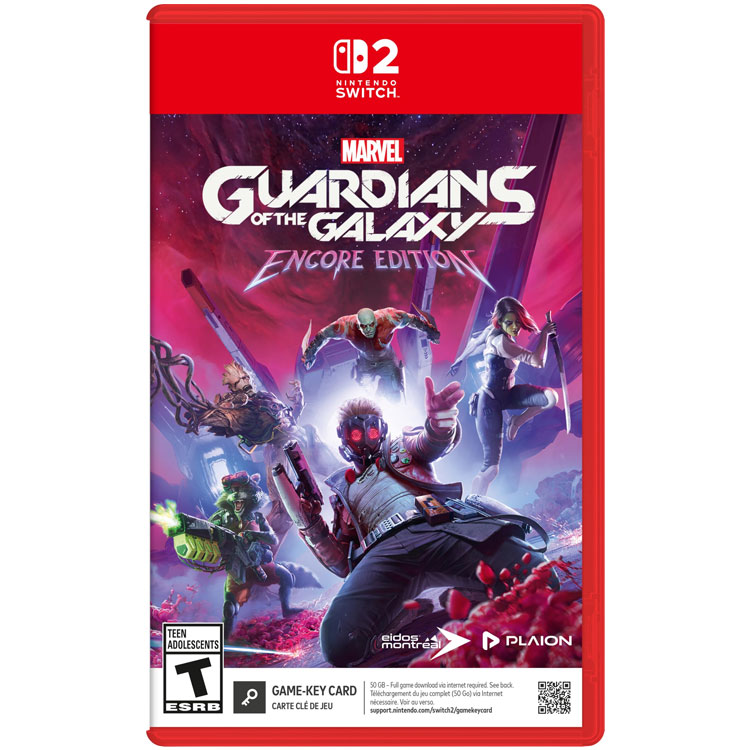 2
NINTENDO
SWITCH™
MARVEL
GUARDIANS
OF THE
GALAXY
ENCORE EDITION
eidos
montréal
PLAION
TEEN
ADOLESCENTS
T
ESRB
GAME-KEY CARD
CARTE CLÉ DE JEU
50 GB – Full game download via internet required. See back.
Téléchargement du jeu complet (50 Go) via Internet
nécessaire. Voir au verso.
support.nintendo.com/switch2/gamekeycard